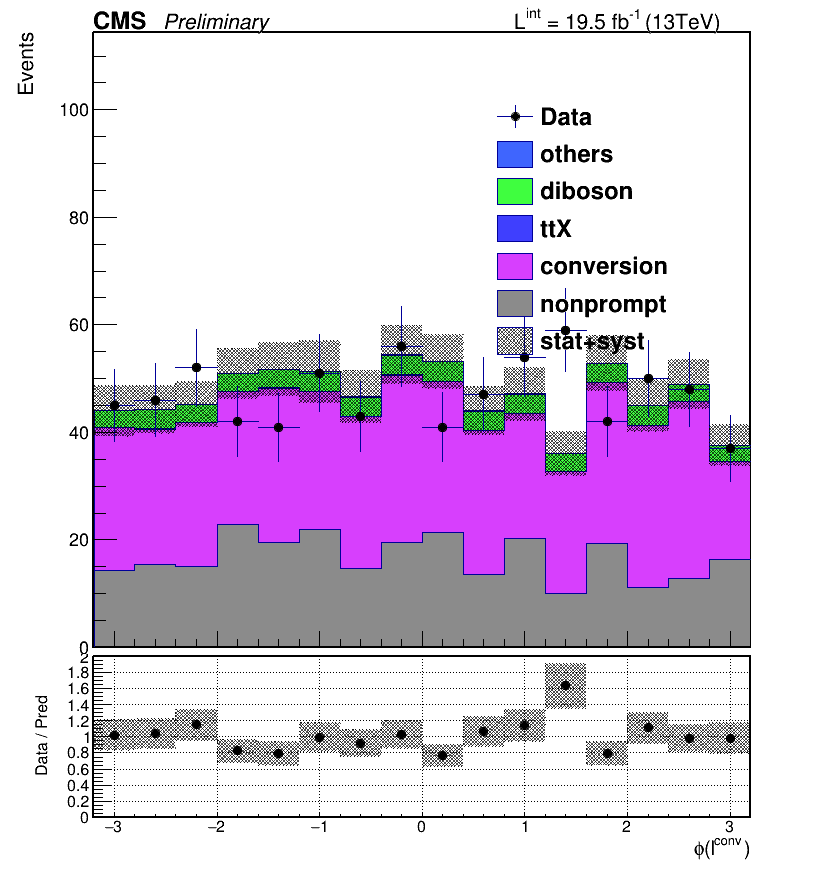 CMS Preliminary L^int = 19.5 fb^-1 (13TeV)
Events
100
80
60
40
20
0
Data
others
diboson
ttX
conversion
nonprompt
stat+syst
Data / Pred
2
1.8
1.6
1.4
1.2
1
0.8
0.6
0.4
0.2
0
−3 −2 −1 0 1 2 3
ϕ(l^conv)